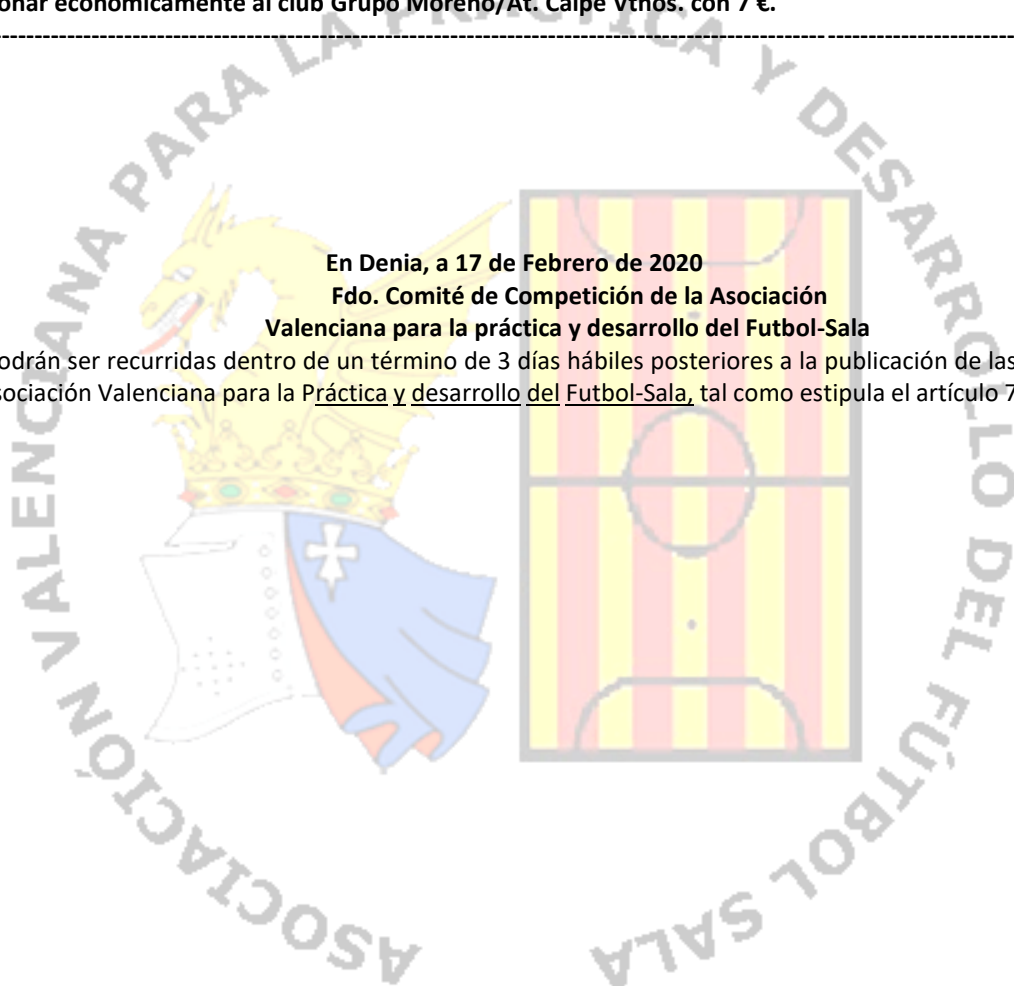 onar económicamente al club Grupo Moreno/At. Calpe Vtnos. con 7 €.
En Denia, a 17 de Febrero de 2020
Fdo. Comité de Competición de la Asociación
Valenciana para la práctica y desarrollo del Futbol-Sala
odrán ser recurridas dentro de un término de 3 días hábiles posteriores a la publicación de las
sociación Valenciana para la Práctica y desarrollo del Futbol-Sala, tal como estipula el artículo 7
ASOCIACIÓN VALENCIANA PARA LA PRÁCTICA Y DESARROLLO DEL FÚTBOL SALA